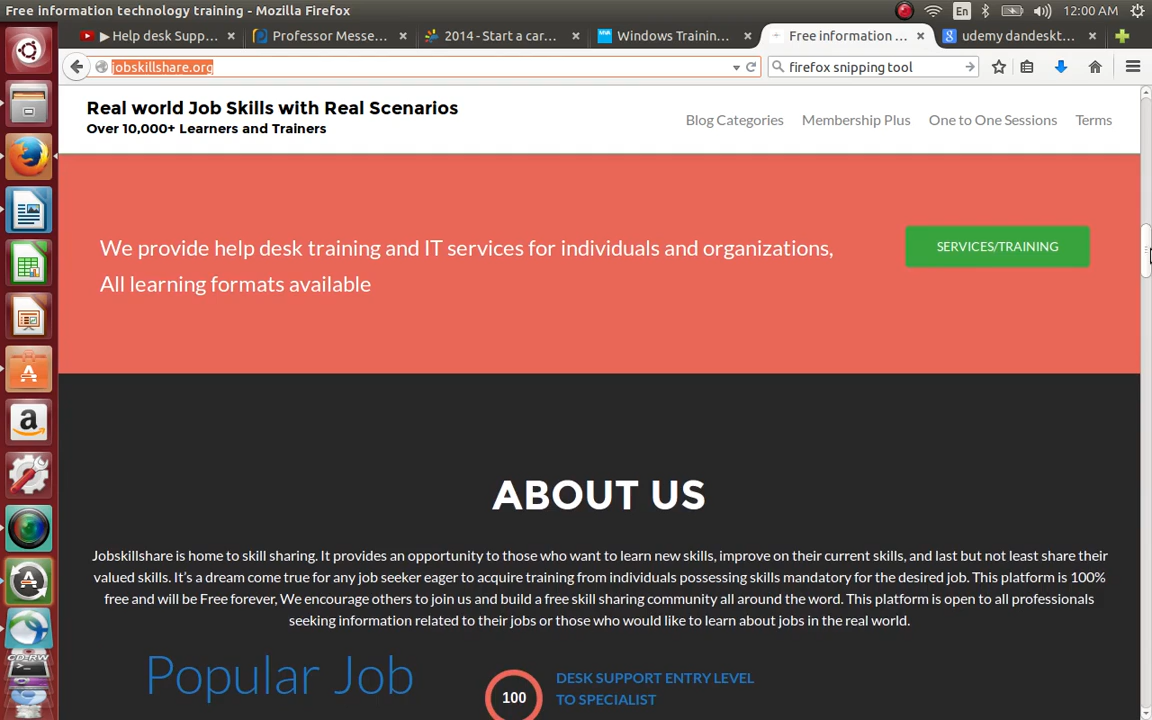 Free information technology training - Mozilla Firefox
En
12:00 AM
▶ Help desk Supp...
Professor Messe...
2014 - Start a car...
Windows Trainin...
Free information ...
udemy dandeskt...
jobskillshare.org
firefox snipping tool
Real world Job Skills with Real Scenarios
Over 10,000+ Learners and Trainers
Blog Categories
Membership Plus
One to One Sessions
Terms
We provide help desk training and IT services for individuals and organizations,
All learning formats available
SERVICES/TRAINING
ABOUT US
Jobskillshare is home to skill sharing. It provides an opportunity to those who want to learn new skills, improve on their current skills, and last but not least share their
valued skills. It's a dream come true for any job seeker eager to acquire training from individuals possessing skills mandatory for the desired job. This platform is 100%
free and will be Free forever, We encourage others to join us and build a free skill sharing community all around the word. This platform is open to all professionals
seeking information related to their jobs or those who would like to learn about jobs in the real world.
Popular Job
100
DESK SUPPORT ENTRY LEVEL
TO SPECIALIST
CD-RW